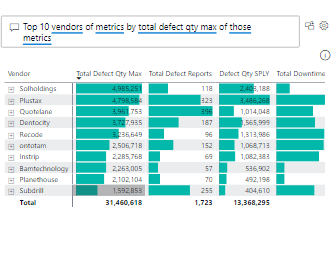 Top 10 vendors of metrics by total defect qty max of those
metrics
Vendor Total Defect Qty Max Total Defect Reports Defect Qty SPLY Total Downtime
Solholdings 4,985,251 118 2,403,188
Plustax 4,798,584 323 3,486,268
Quotelane 3,961,753 396 1,014,048
Dentocity 3,727,935 187 1,565,999
Recode 3,236,649 96 1,313,986
ontotam 2,506,718 152 1,068,713
Instrip 2,285,768 69 1,082,383
Bamtechnology 2,263,005 57 536,902
Planethouse 2,102,104 70 492,198
Subdrill 1,592,853 255 404,610
Total 31,460,618 1,723 13,368,295